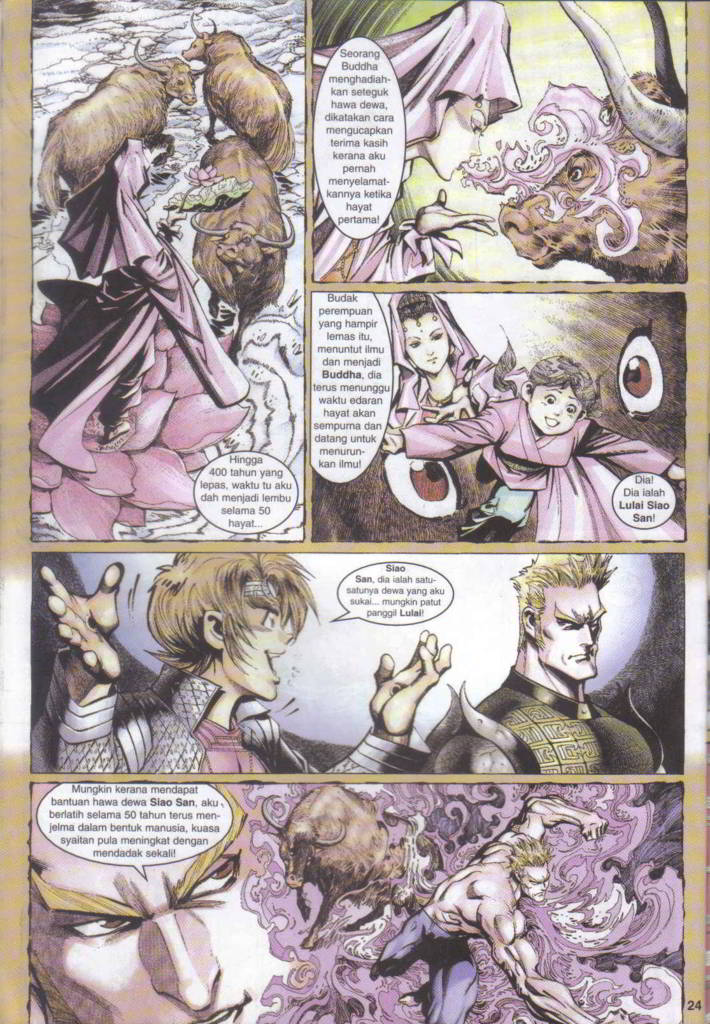 Hingga
400 tahun yang
lepas, waktu tu aku
dah menjadi lembu
selama 50
hayat...
Seorang
Buddha
menghadiah-
kan seteguk
hawa dewa,
dikatakan cara
mengucapkan
terima kasih
kerana aku
pernah
menyelamat-
kannya ketika
hayat
pertama!
Budak
perempuan
yang hampir
lemas itu,
menuntut ilmu
dan menjadi
Buddha, dia
terus menunggu
waktu edaran
hayat akan
sempurna dan
datang untuk
menurun-
kan ilmu!
Dia!
Dia ialah
Lulai Siao
San!
Siao
San, dia ialah satu-
satunya dewa yang aku
sukai... mungkin patut
panggil Lulai!
Mungkin kerana mendapat
bantuan hawa dewa Siao San, aku
berlatih selama 50 tahun terus men-
jelma dalam bentuk manusia, kuasa
syaitan pula meningkat dengan
mendadak sekali!
24